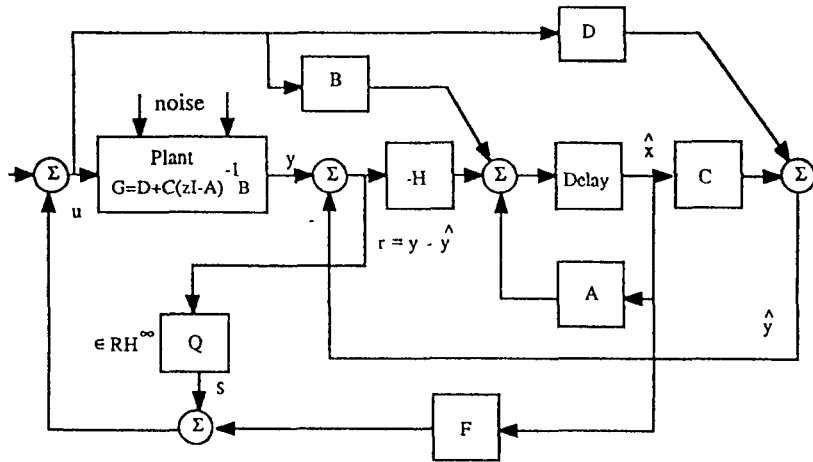 D
B
noise
Plant
G=D+C(zI-A)⁻¹B
y
Σ
-H
Σ
Delay
x̂
C
Σ
Σ
u
-
r = y - ŷ
A
ŷ
∈ RH^∞
Q
S
Σ
F